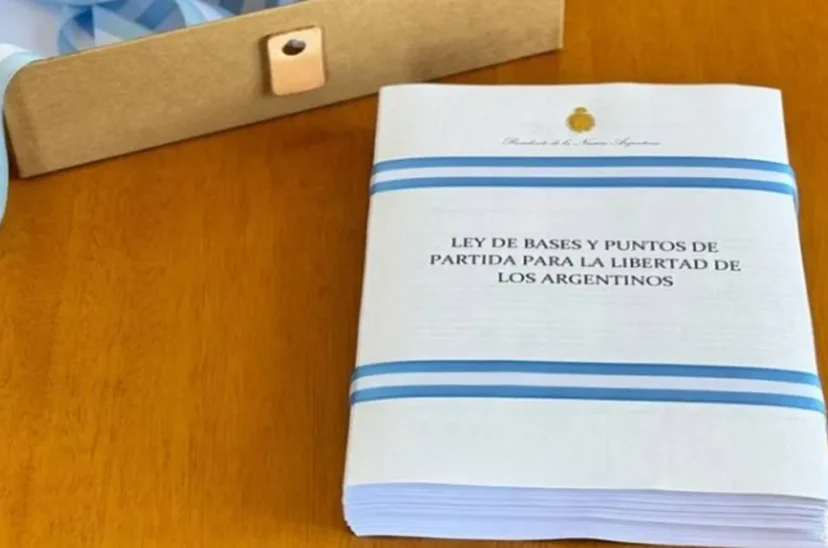 Presidente de la Nación Argentina
LEY DE BASES Y PUNTOS DE
PARTIDA PARA LA LIBERTAD DE
LOS ARGENTINOS